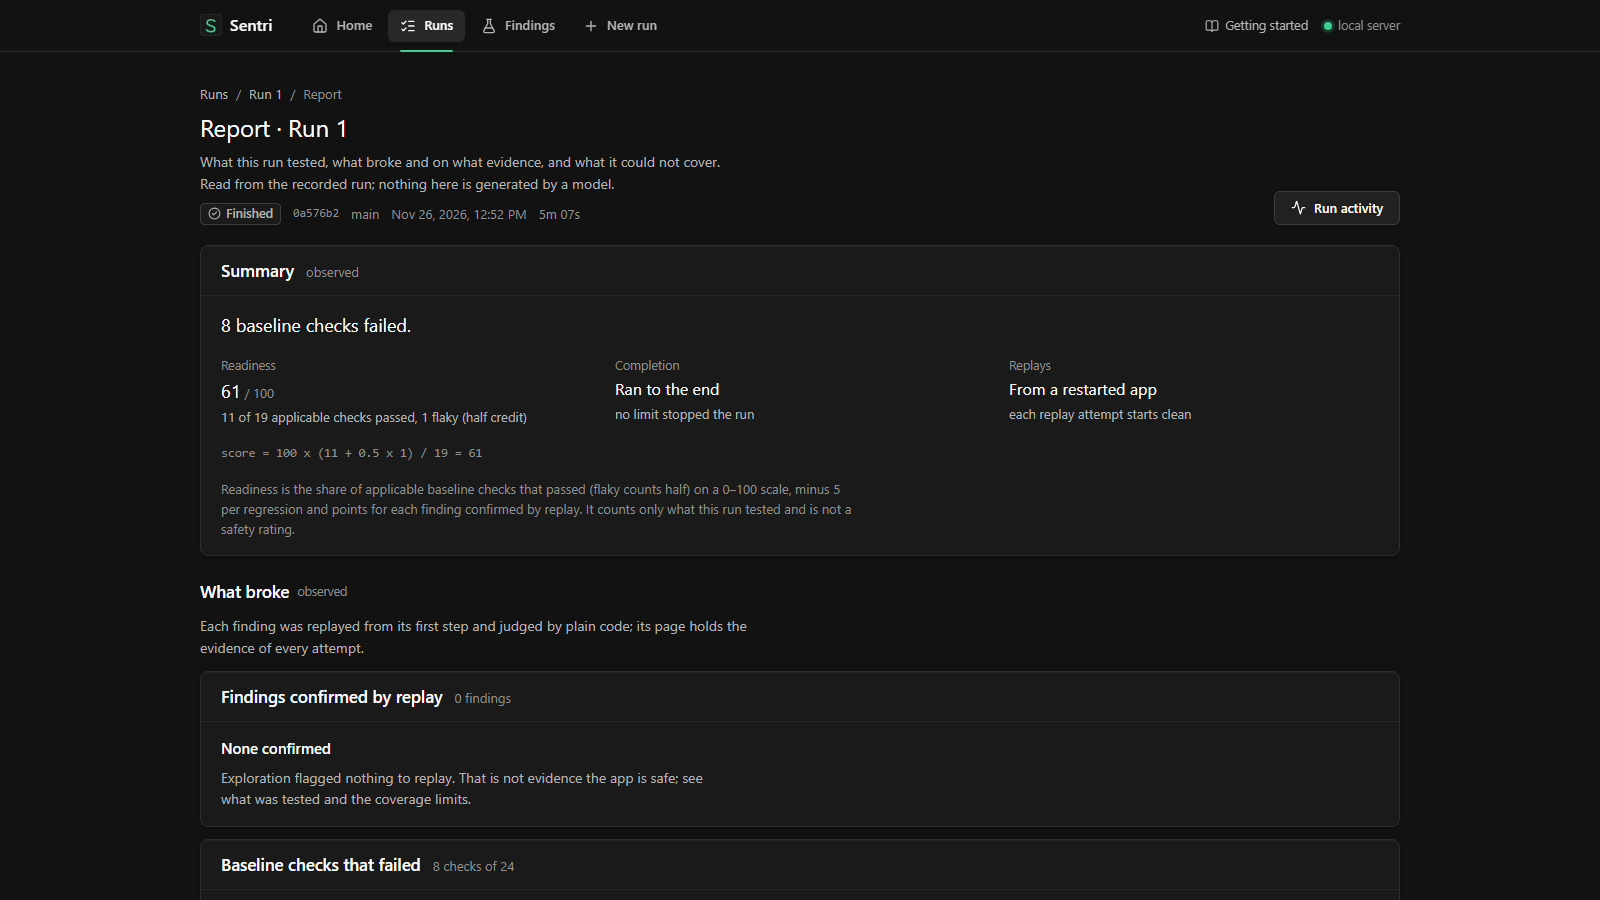 Sentri
Home
Runs
Findings
New run
Getting started
local server
Runs / Run 1 / Report
Report · Run 1
What this run tested, what broke and on what evidence, and what it could not cover.
Read from the recorded run; nothing here is generated by a model.
Finished 0a576b2 main Nov 26, 2026, 12:52 PM 5m 07s
Run activity
Summary observed
8 baseline checks failed.
Readiness
61 / 100
11 of 19 applicable checks passed, 1 flaky (half credit)
Completion
Ran to the end
no limit stopped the run
Replays
From a restarted app
each replay attempt starts clean
score = 100 x (11 + 0.5 x 1) / 19 = 61
Readiness is the share of applicable baseline checks that passed (flaky counts half) on a 0–100 scale, minus 5
per regression and points for each finding confirmed by replay. It counts only what this run tested and is not a
safety rating.
What broke observed
Each finding was replayed from its first step and judged by plain code; its page holds the
evidence of every attempt.
Findings confirmed by replay 0 findings
None confirmed
Exploration flagged nothing to replay. That is not evidence the app is safe; see
what was tested and the coverage limits.
Baseline checks that failed 8 checks of 24